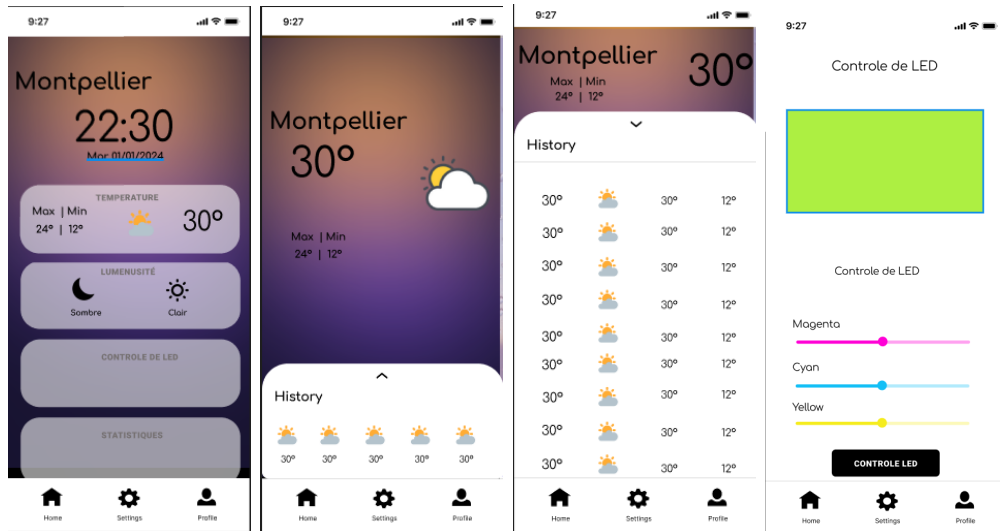 9:27
Montpellier
22:30
Mar 01/01/2024
TEMPERATURE
Max | Min
24° | 12°
30°
LUMENUSITÉ
Sombre
Clair
CONTROLE DE LED
STATISTIQUES
Home
Settings
Profile
9:27
Montpellier
30°
Max | Min
24° | 12°
History
30° 30° 30° 30° 30°
Home
Settings
Profile
9:27
Montpellier
30°
Max | Min
24° | 12°
History
30° 30° 12°
30° 30° 12°
30° 30° 12°
30° 30° 12°
30° 30° 12°
30° 30° 12°
30° 30° 12°
30° 30° 12°
30° 30° 12°
Home
Settings
Profile
9:27
Controle de LED
Controle de LED
Magenta
Cyan
Yellow
CONTROLE LED
Home
Settings
Profile